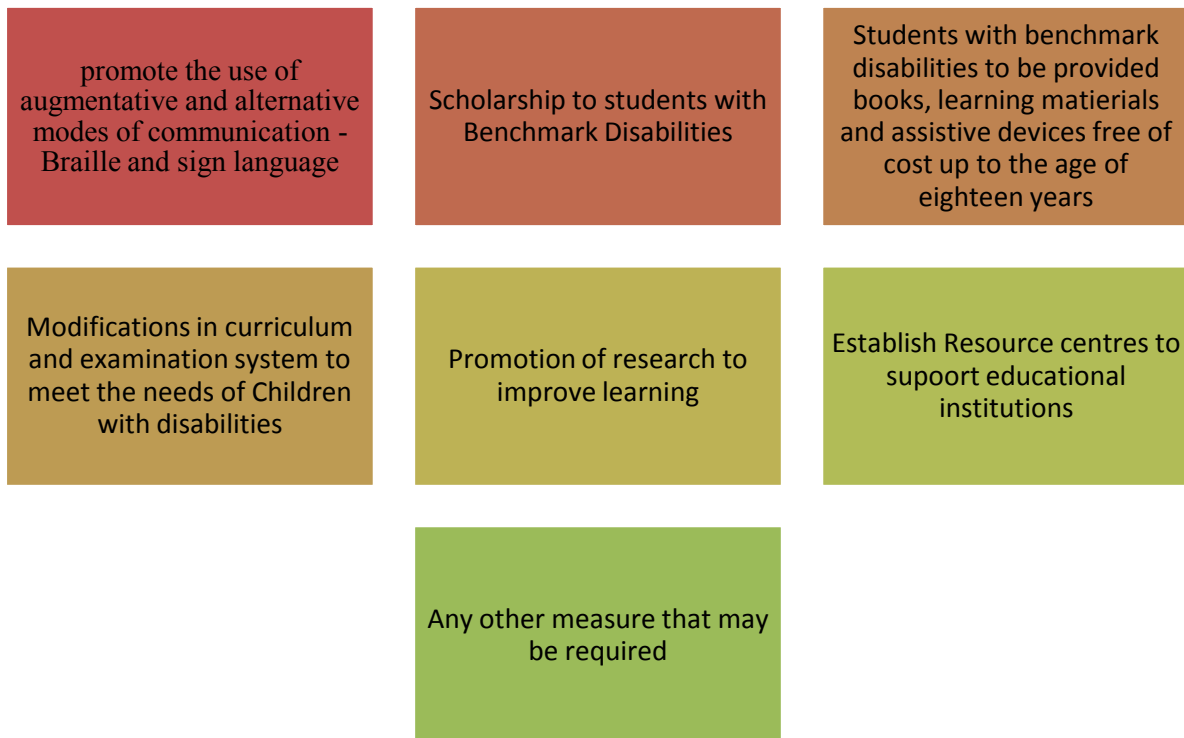 promote the use of
augmentative and alternative
modes of communication -
Braille and sign language
Scholarship to students with
Benchmark Disabilities
Students with benchmark
disabilities to be provided
books, learning matierials
and assistive devices free of
cost up to the age of
eighteen years
Modifications in curriculum
and examination system to
meet the needs of Children
with disabilities
Promotion of research to
improve learning
Establish Resource centres to
supoort educational
institutions
Any other measure that may
be required